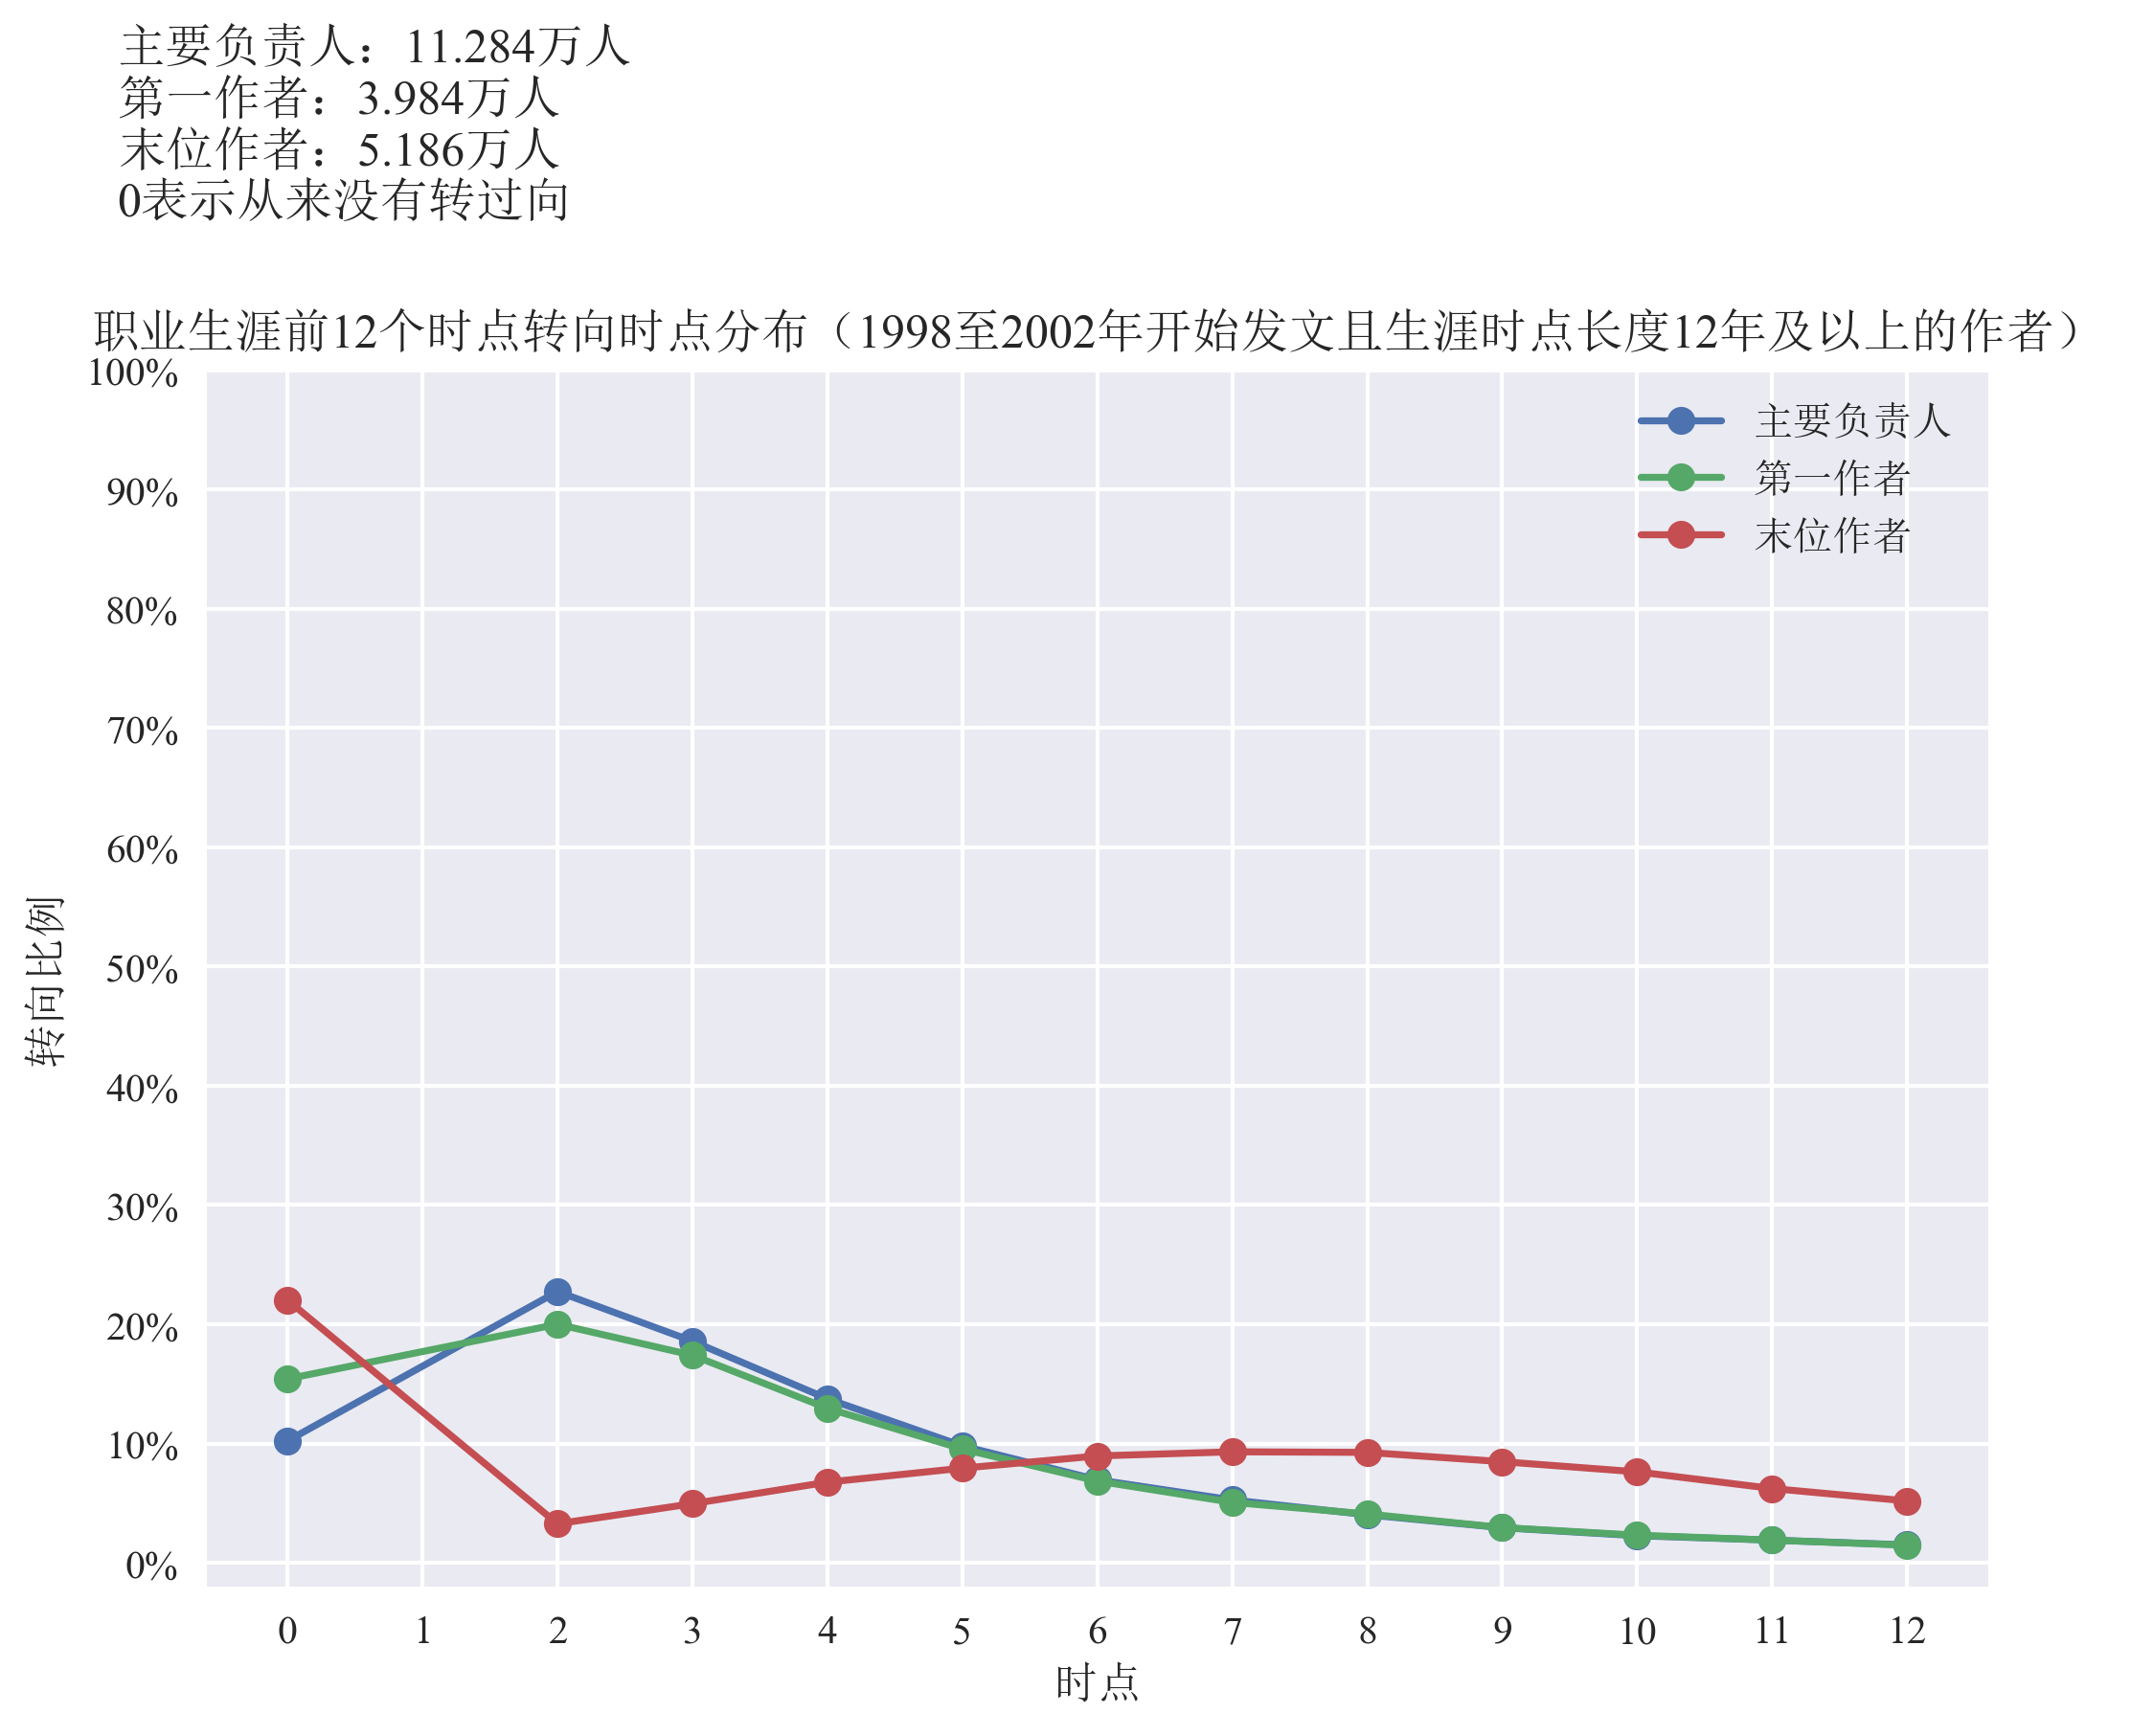 主要负责人：11.284万人
第一作者：3.984万人
末位作者：5.186万人
0表示从来没有转过向
职业生涯前12个时点转向时点分布（1998至2002年开始发文且生涯时点长度12年及以上的作者）
100%
90%
80%
70%
60%
50%
40%
30%
20%
10%
0%
转向比例
主要负责人
第一作者
末位作者
0 1 2 3 4 5 6 7 8 9 10 11 12
时点